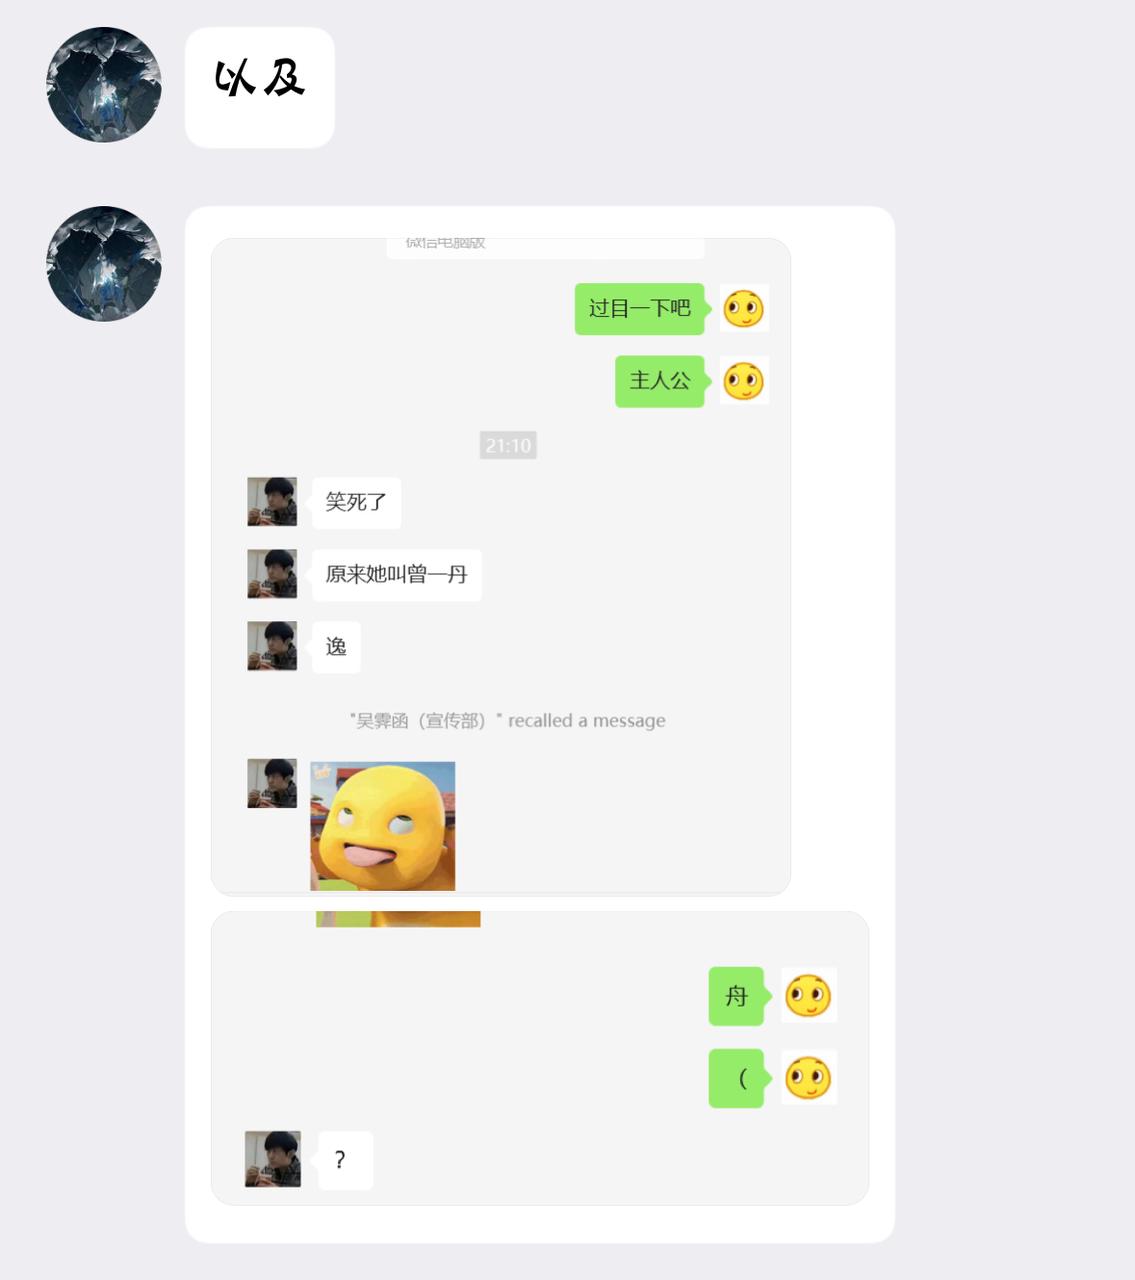 以及
微信电脑版
过目一下吧
主人公
21:10
笑死了
原来她叫曾一丹
逸
"吴霁函（宣传部）" recalled a message
舟
（
？